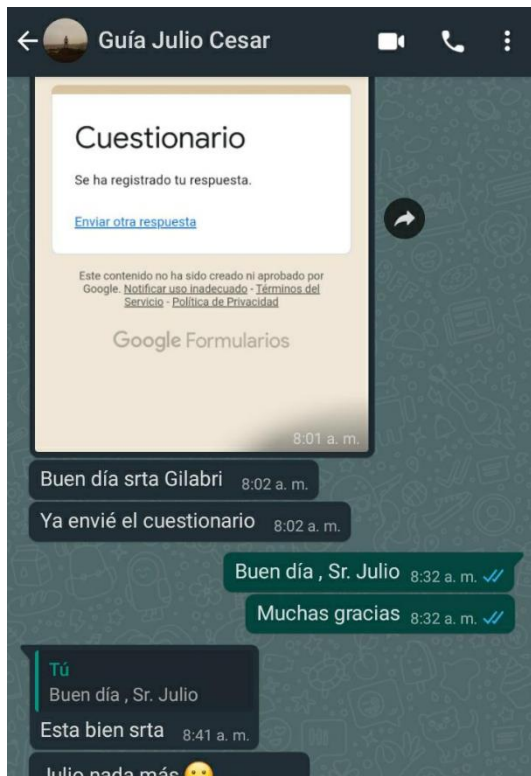 Guía Julio Cesar
Cuestionario
Se ha registrado tu respuesta.
Enviar otra respuesta
Este contenido no ha sido creado ni aprobado por
Google. Notificar uso inadecuado - Términos del
Servicio - Política de Privacidad
Google Formularios
8:01 a. m.
Buen día srta Gilabri 8:02 a. m.
Ya envié el cuestionario 8:02 a. m.
Buen día , Sr. Julio 8:32 a. m.
Muchas gracias 8:32 a. m.
Tú
Buen día , Sr. Julio
Esta bien srta 8:41 a. m.
Julio nada más